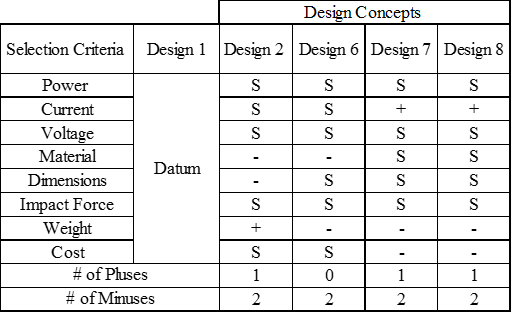 Design Concepts
Selection Criteria Design 1 Design 2 Design 6 Design 7 Design 8
Power S S S S
Current S S + +
Voltage S S S S
Material - - S S
Datum
Dimensions - S S S
Impact Force S S S S
Weight + - - -
Cost S S - -
# of Pluses 1 0 1 1
# of Minuses 2 2 2 2